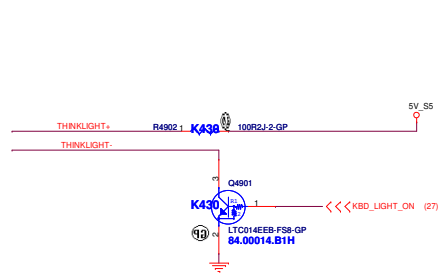 5V_S5
THINKLIGHT+
R4902 1 K430 100R2J-2-GP
THINKLIGHT-
3
Q4901
K430
R1
1
KBD_LIGHT_ON (27)
2
LTC014EEB-FS8-GP
84.00014.B1H